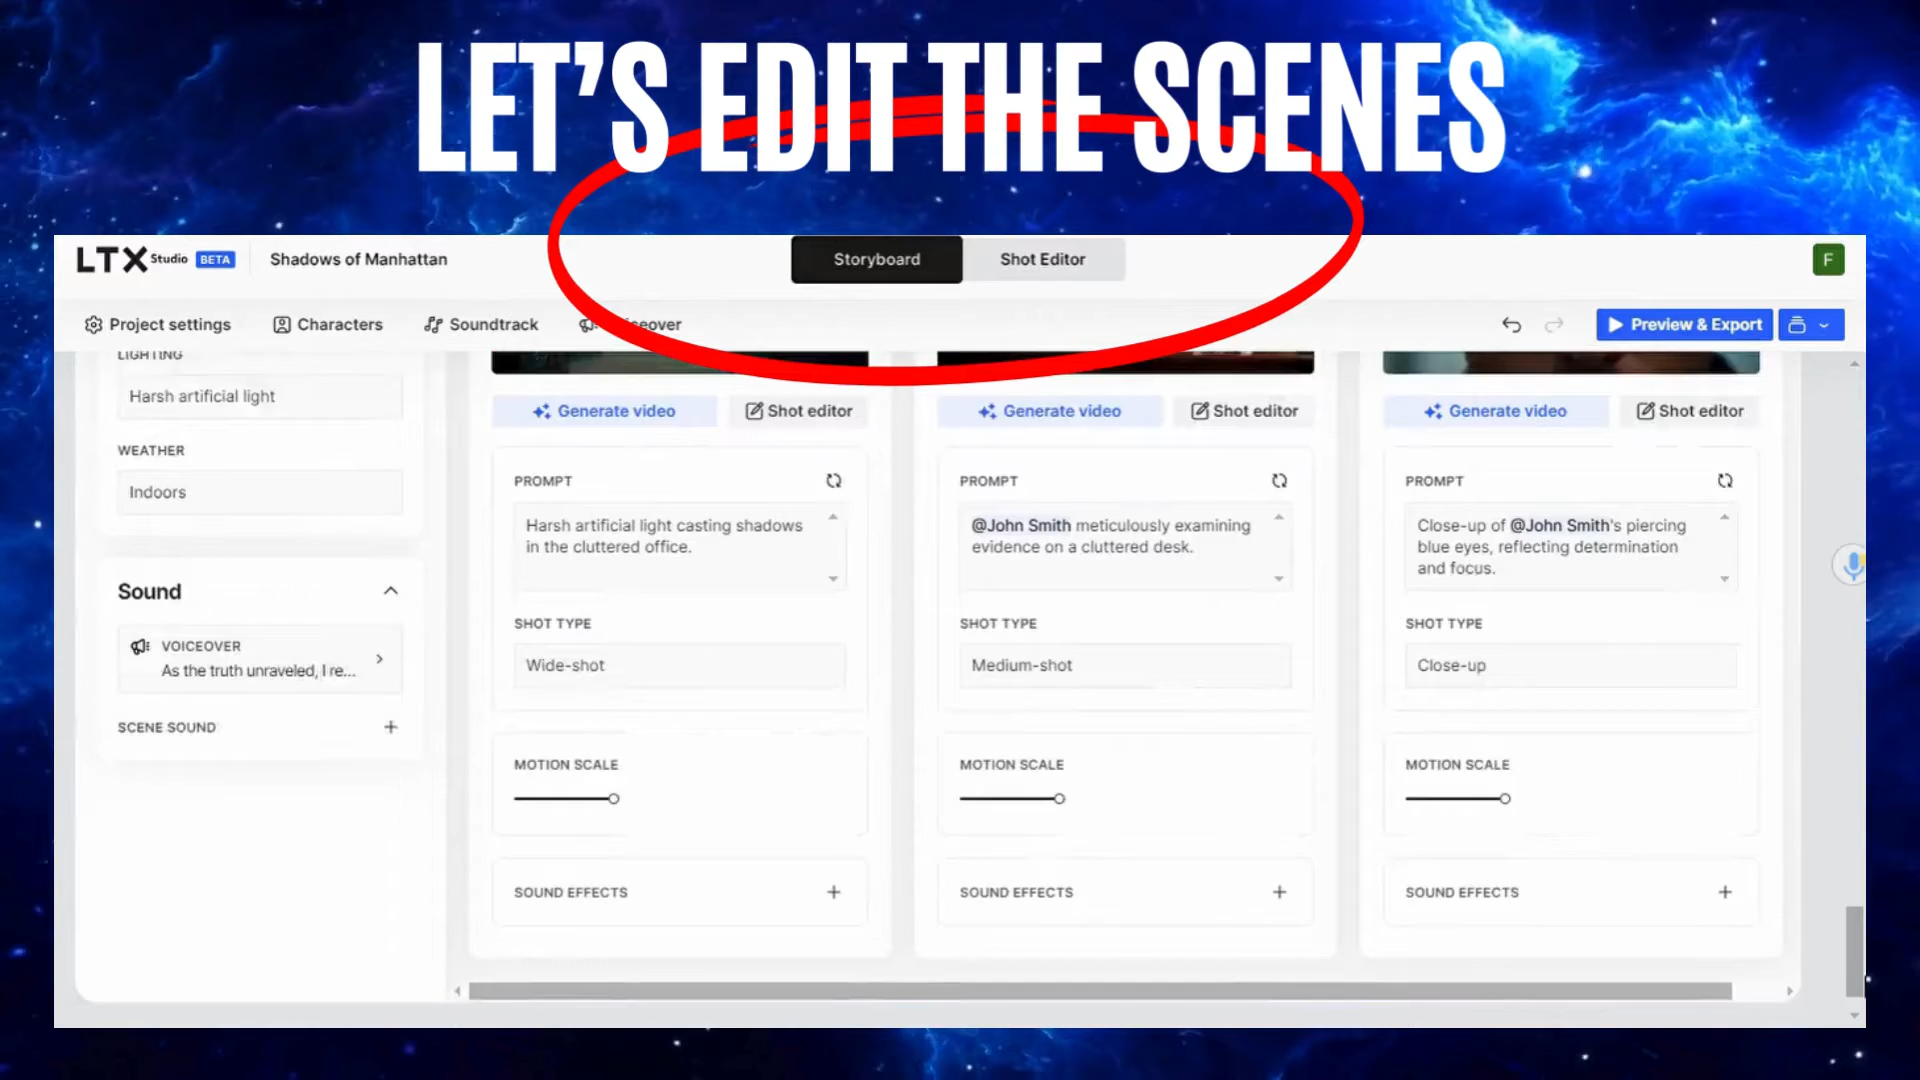 LET'S EDIT THE SCENES
LTX Studio BETA
Shadows of Manhattan
Storyboard
Shot Editor
F
Project settings
Characters
Soundtrack
Preview & Export
LIGHTING
Harsh artificial light
WEATHER
Indoors
Sound
VOICEOVER
As the truth unraveled, I re...
SCENE SOUND
Generate video
Shot editor
PROMPT
Harsh artificial light casting shadows
in the cluttered office.
SHOT TYPE
Wide-shot
MOTION SCALE
SOUND EFFECTS
Generate video
Shot editor
PROMPT
@John Smith meticulously examining
evidence on a cluttered desk.
SHOT TYPE
Medium-shot
MOTION SCALE
SOUND EFFECTS
Generate video
Shot editor
PROMPT
Close-up of @John Smith's piercing
blue eyes, reflecting determination
and focus.
SHOT TYPE
Close-up
MOTION SCALE
SOUND EFFECTS